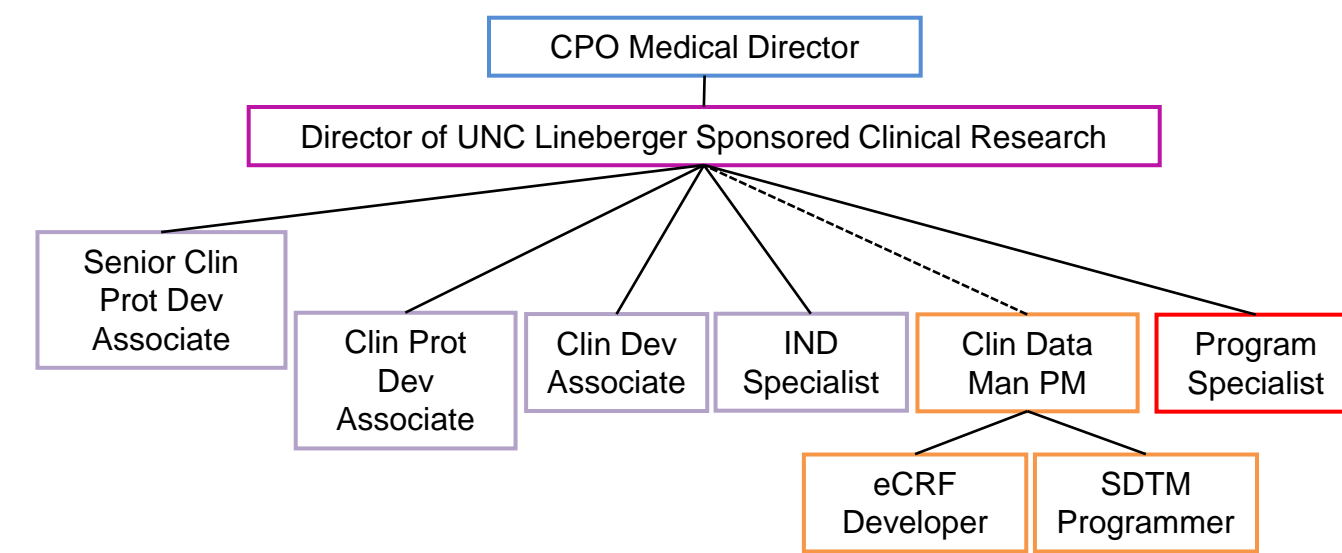 CPO Medical Director
Director of UNC Lineberger Sponsored Clinical Research
Senior Clin
Prot Dev
Associate
Clin Prot
Dev
Associate
Clin Dev
Associate
IND
Specialist
Clin Data
Man PM
Program
Specialist
eCRF
Developer
SDTM
Programmer